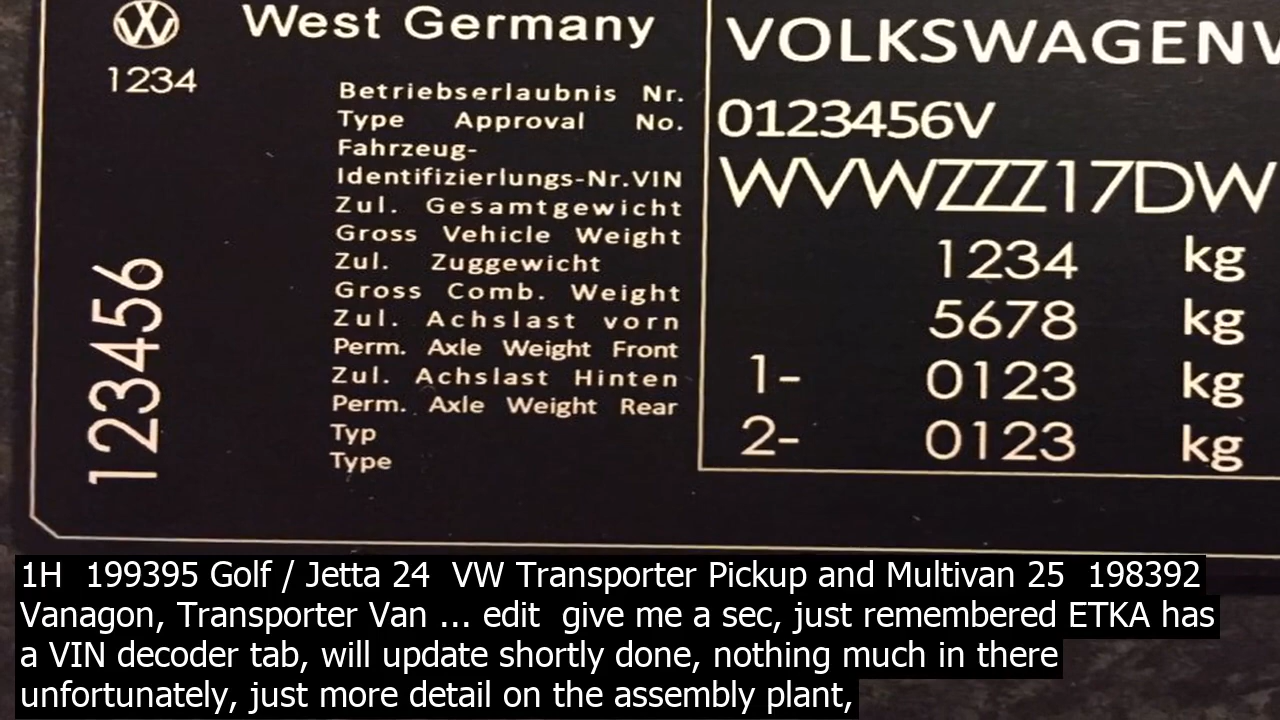 West Germany
1234
123456
Betriebserlaubnis Nr.
Type Approval No.
Fahrzeug-
Identifizierlungs-Nr.VIN
Zul. Gesamtgewicht
Gross Vehicle Weight
Zul. Zuggewicht
Gross Comb. Weight
Zul. Achslast vorn
Perm. Axle Weight Front
Zul. Achslast Hinten
Perm. Axle Weight Rear
Typ
Type
VOLKSWAGENW
0123456V
WVWZZZ17DW
1234 kg
5678 kg
1- 0123 kg
2- 0123 kg
1H 199395 Golf / Jetta 24 VW Transporter Pickup and Multivan 25 198392
Vanagon, Transporter Van ... edit give me a sec, just remembered ETKA has
a VIN decoder tab, will update shortly done, nothing much in there
unfortunately, just more detail on the assembly plant,